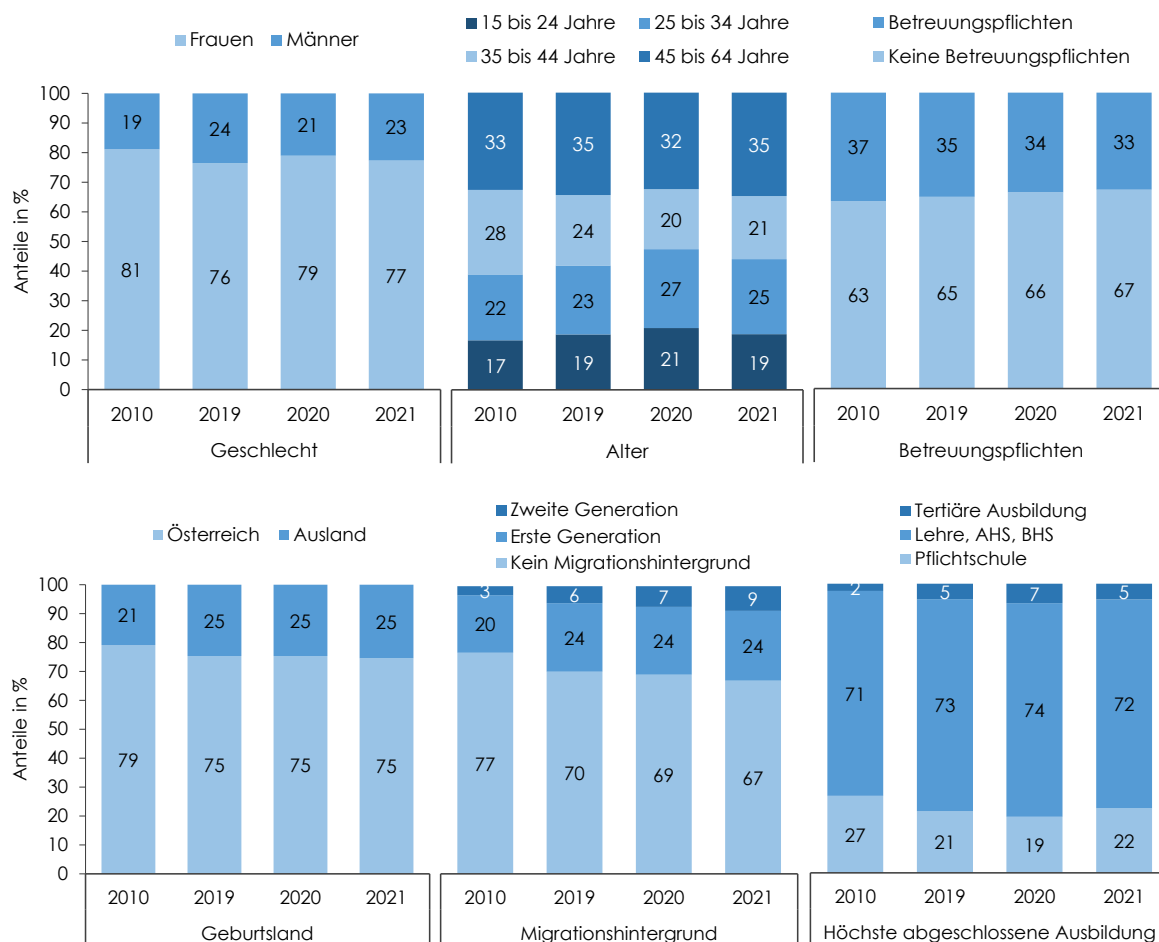 Frauen Männer
15 bis 24 Jahre 25 bis 34 Jahre
35 bis 44 Jahre 45 bis 64 Jahre
Betreuungspflichten
Keine Betreuungspflichten
Anteile in %
100
90
80
70
60
50
40
30
20
10
0
19 24 21 23
81 76 79 77
2010 2019 2020 2021
Geschlecht
33 35 32 35
28 24 20 21
22 23 27 25
17 19 21 19
2010 2019 2020 2021
Alter
37 35 34 33
63 65 66 67
2010 2019 2020 2021
Betreuungspflichten
Österreich Ausland
Zweite Generation
Erste Generation
Kein Migrationshintergrund
Tertiäre Ausbildung
Lehre, AHS, BHS
Pflichtschule
Anteile in %
100
90
80
70
60
50
40
30
20
10
0
21 25 25 25
79 75 75 75
2010 2019 2020 2021
Geburtsland
3 6 7 9
20 24 24 24
77 70 69 67
2010 2019 2020 2021
Migrationshintergrund
2 5 7 5
71 73 74 72
27 21 19 22
2010 2019 2020 2021
Höchste abgeschlossene Ausbildung